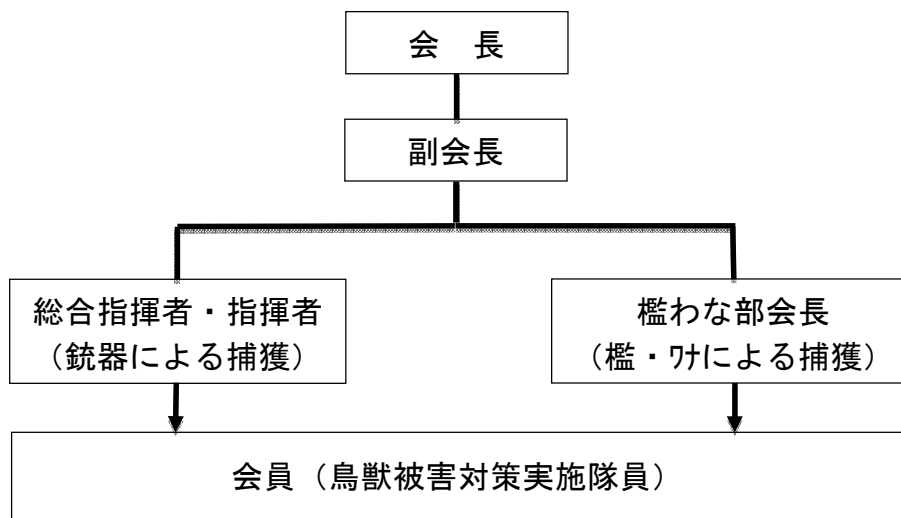 会　長
副会長
総合指揮者・指揮者
（銃器による捕獲）
檻わな部会長
（檻・ﾜﾅによる捕獲）
会員（鳥獣被害対策実施隊員）